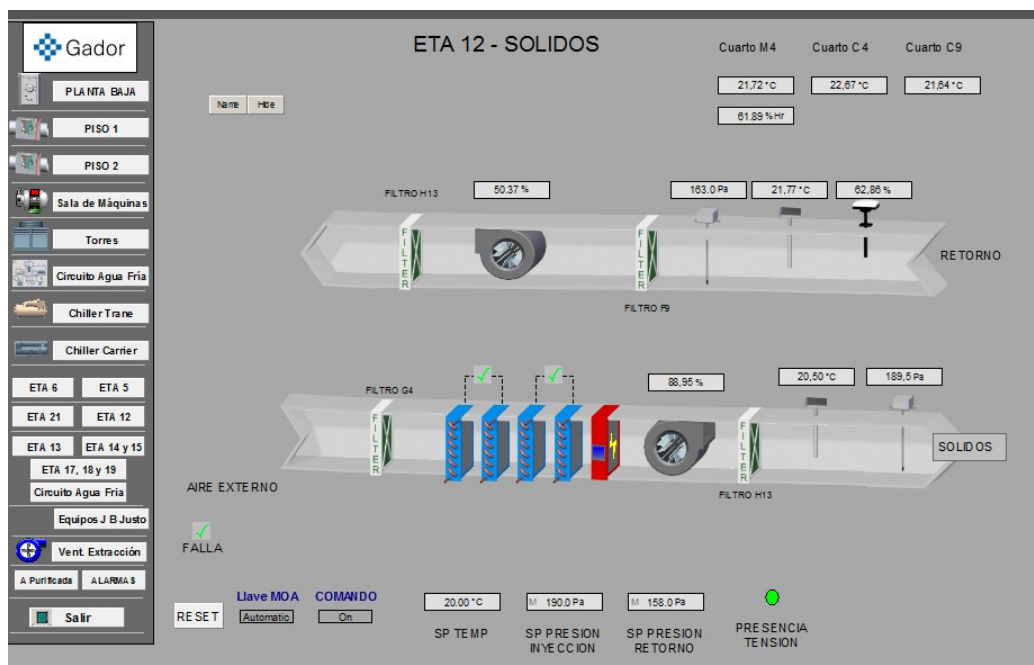 Gador
PLANTA BAJA
PISO 1
PISO 2
Sala de Máquinas
Torres
Circuito Agua Fría
Chiller Trane
Chiller Carrier
ETA 6
ETA 5
ETA 21
ETA 12
ETA 13
ETA 14 y 15
ETA 17, 18 y 19
Circuito Agua Fria
Equipos J B Justo
Vent. Extracción
A Purificada
ALARMAS
Salir
ETA 12 - SOLIDOS
Cuarto M4
Cuarto C4
Cuarto C9
21,72 °C
22,67 °C
21,64 °C
61.89 %Hr
Name
Hide
FILTRO H13
50.37 %
163.0 Pa
21,77 °C
62,86 %
FILTER
FILTER
RETORNO
FILTRO F9
FILTRO G4
88,95 %
20,50 °C
189,5 Pa
FILTER
FILTER
SOLIDOS
FILTRO H13
AIRE EXTERNO
FALLA
RESET
Llave MOA
Automatic
COMANDO
On
20.00 °C
SP TEMP
M 190.0 Pa
SP PRESION
INYECCION
M 158.0 Pa
SP PRESION
RETORNO
PRESENCIA
TENSION